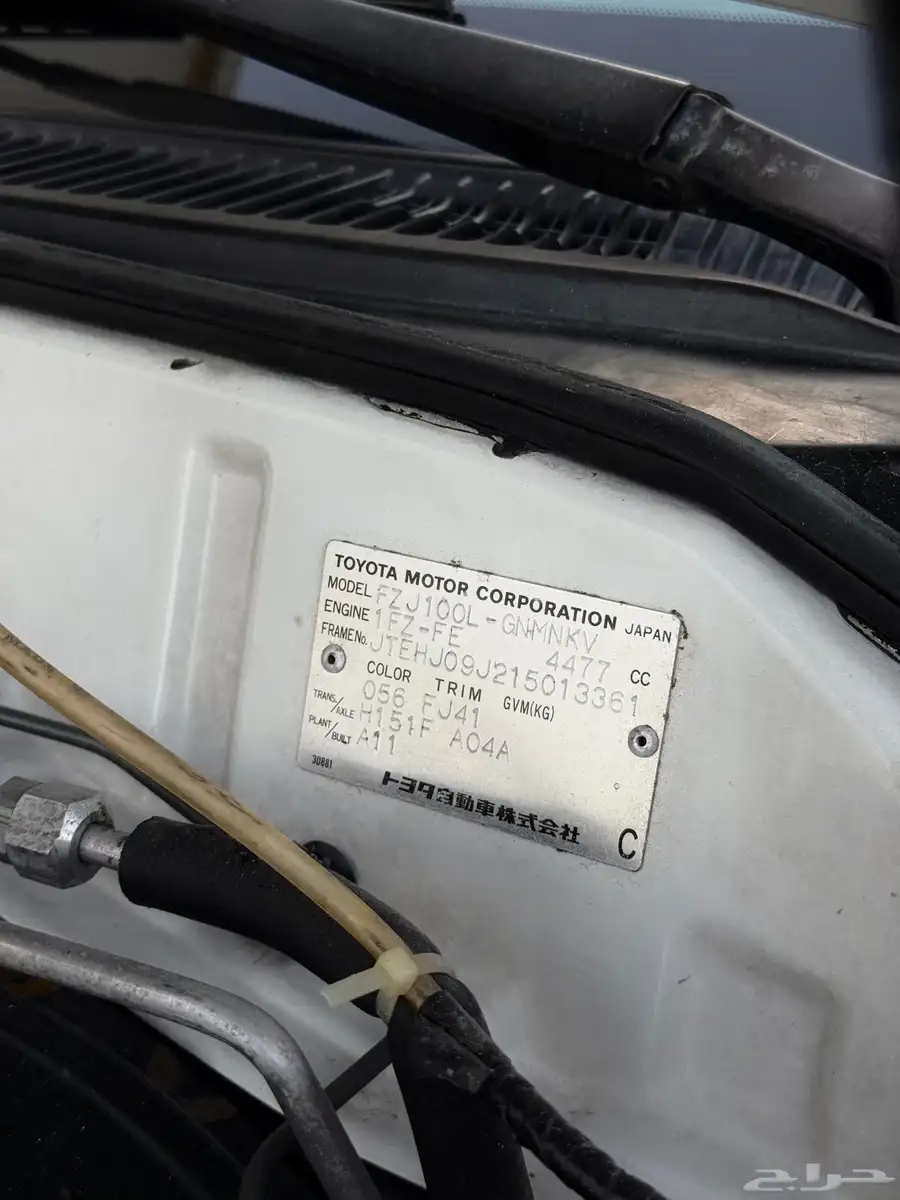 TOYOTA MOTOR CORPORATION JAPAN
MODEL FZJ100L-GNMNKV
ENGINE 1FZ-FE 4477 CC
FRAME No. JTEHJ09J215013361
COLOR TRIM GVM(KG)
056 FJ41
TRANS./AXLE H151F A04A
PLANT/BUILT A11
30881
トヨタ自動車株式会社 C
حراج